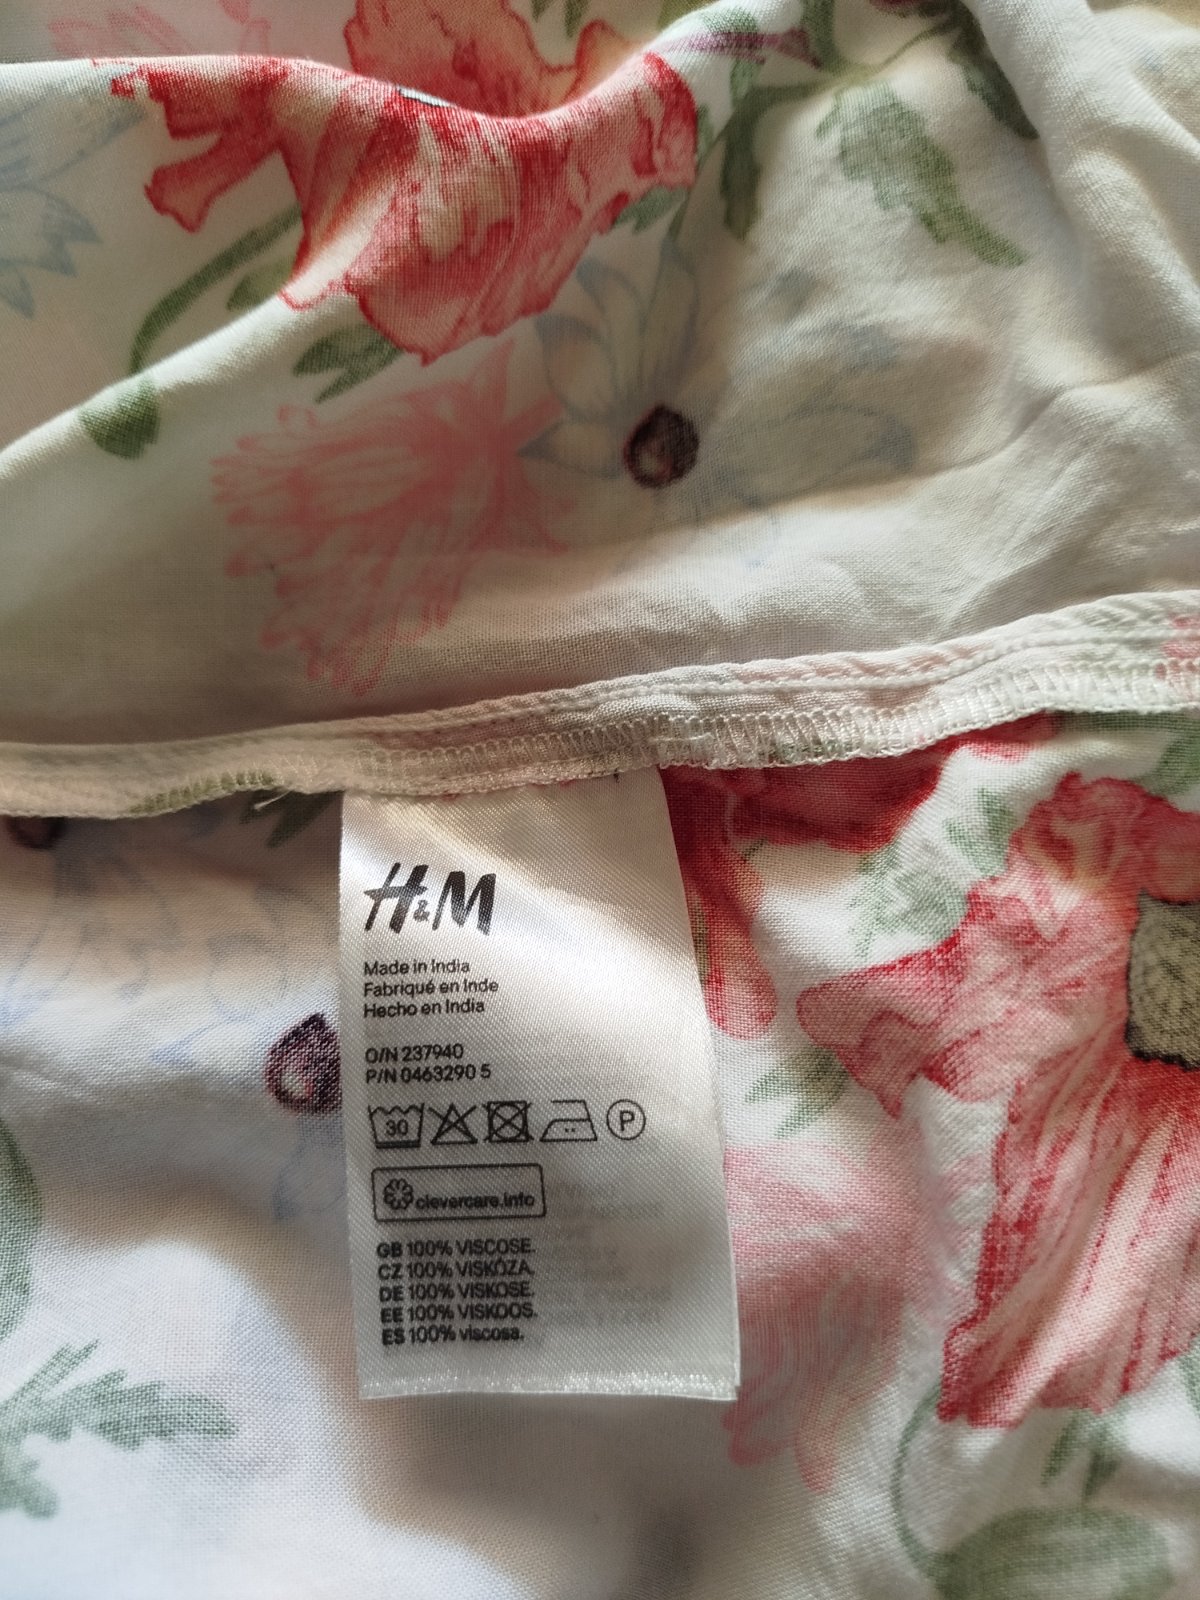 H&M
Made in India
Fabriqué en Inde
Hecho en India
O/N 237940
P/N 0463290 5
30 P
clevercare.info
GB 100% VISCOSE.
CZ 100% VISKÓZA.
DE 100% VISKOSE.
EE 100% VISKOOS.
ES 100% viscosa.